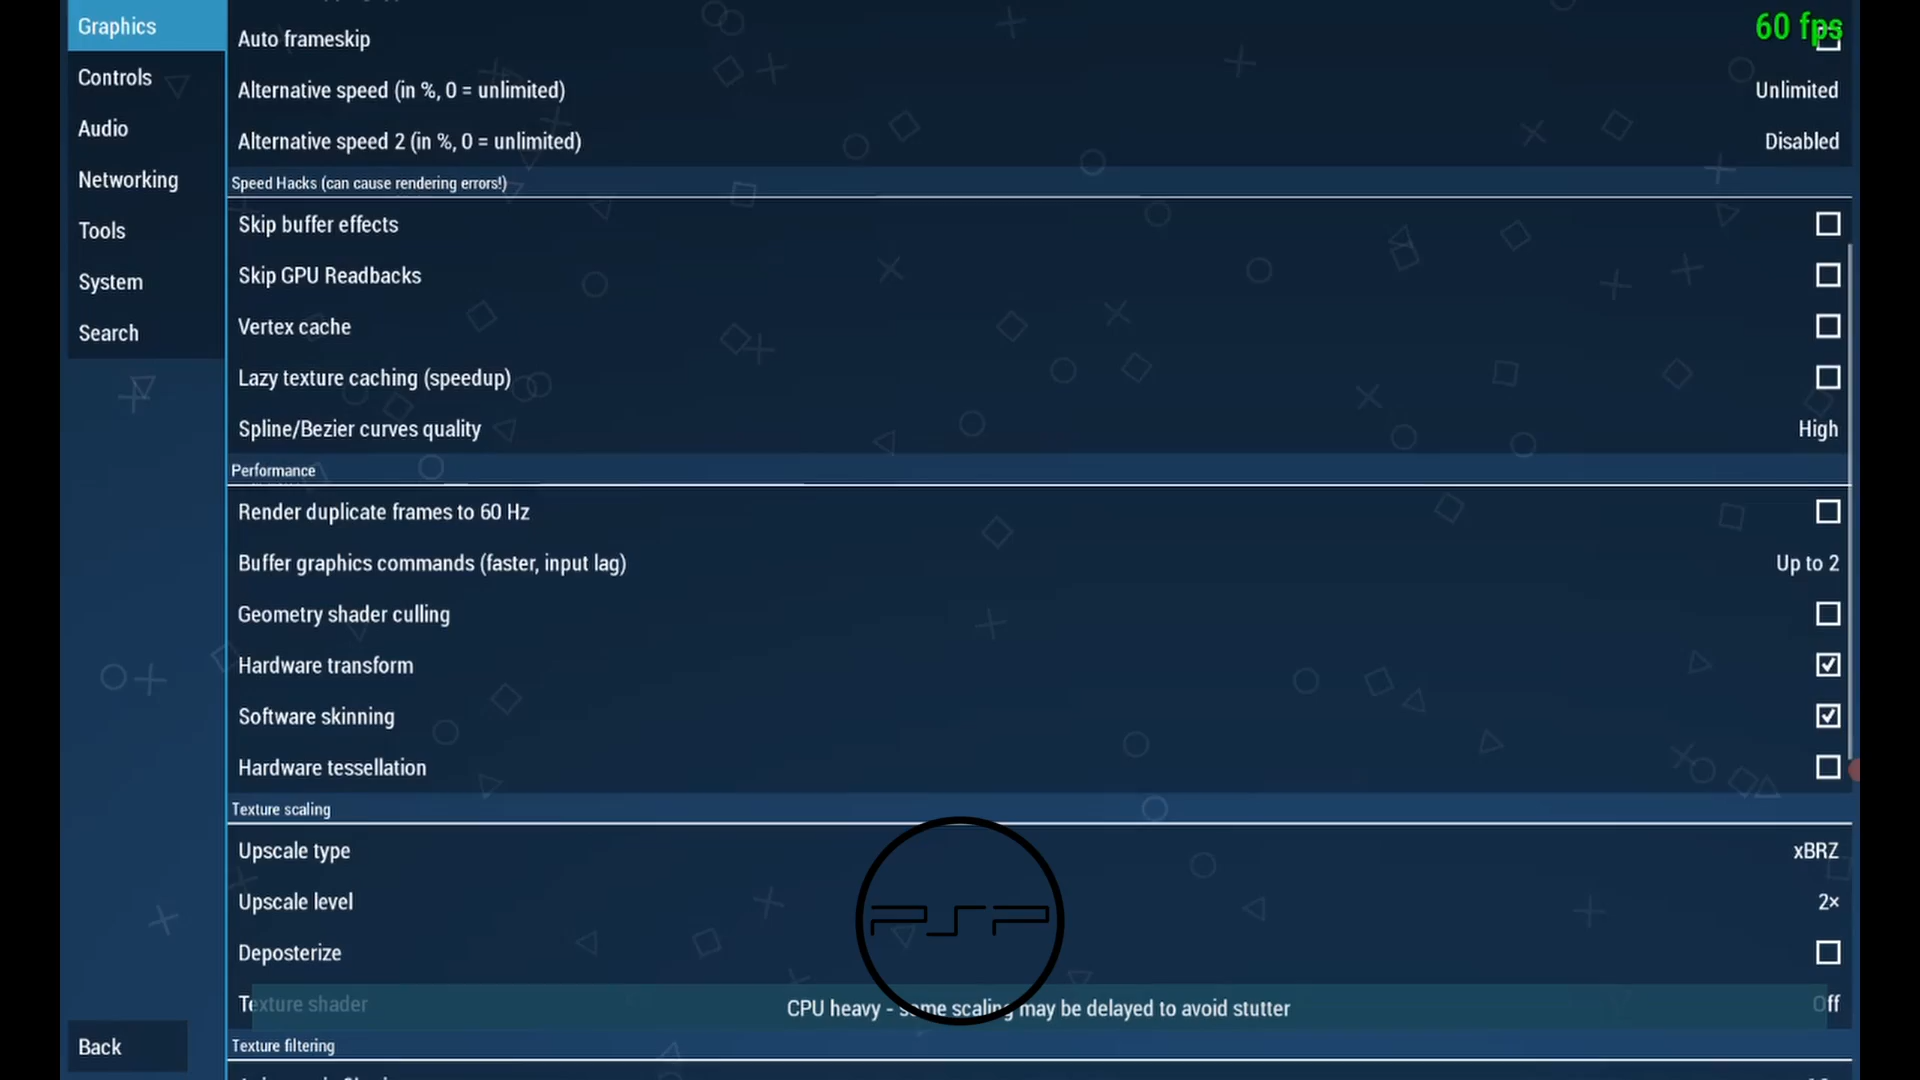 Graphics
Controls
Audio
Networking
Tools
System
Search
Back
60 fps
Auto frameskip
Alternative speed (in %, 0 = unlimited) Unlimited
Alternative speed 2 (in %, 0 = unlimited) Disabled
Speed Hacks (can cause rendering errors!)
Skip buffer effects
Skip GPU Readbacks
Vertex cache
Lazy texture caching (speedup)
Spline/Bezier curves quality High
Performance
Render duplicate frames to 60 Hz
Buffer graphics commands (faster, input lag) Up to 2
Geometry shader culling
Hardware transform
Software skinning
Hardware tessellation
Texture scaling
Upscale type xBRZ
Upscale level 2×
Deposterize
PSP
Texture shader Off
CPU heavy - some scaling may be delayed to avoid stutter
Texture filtering